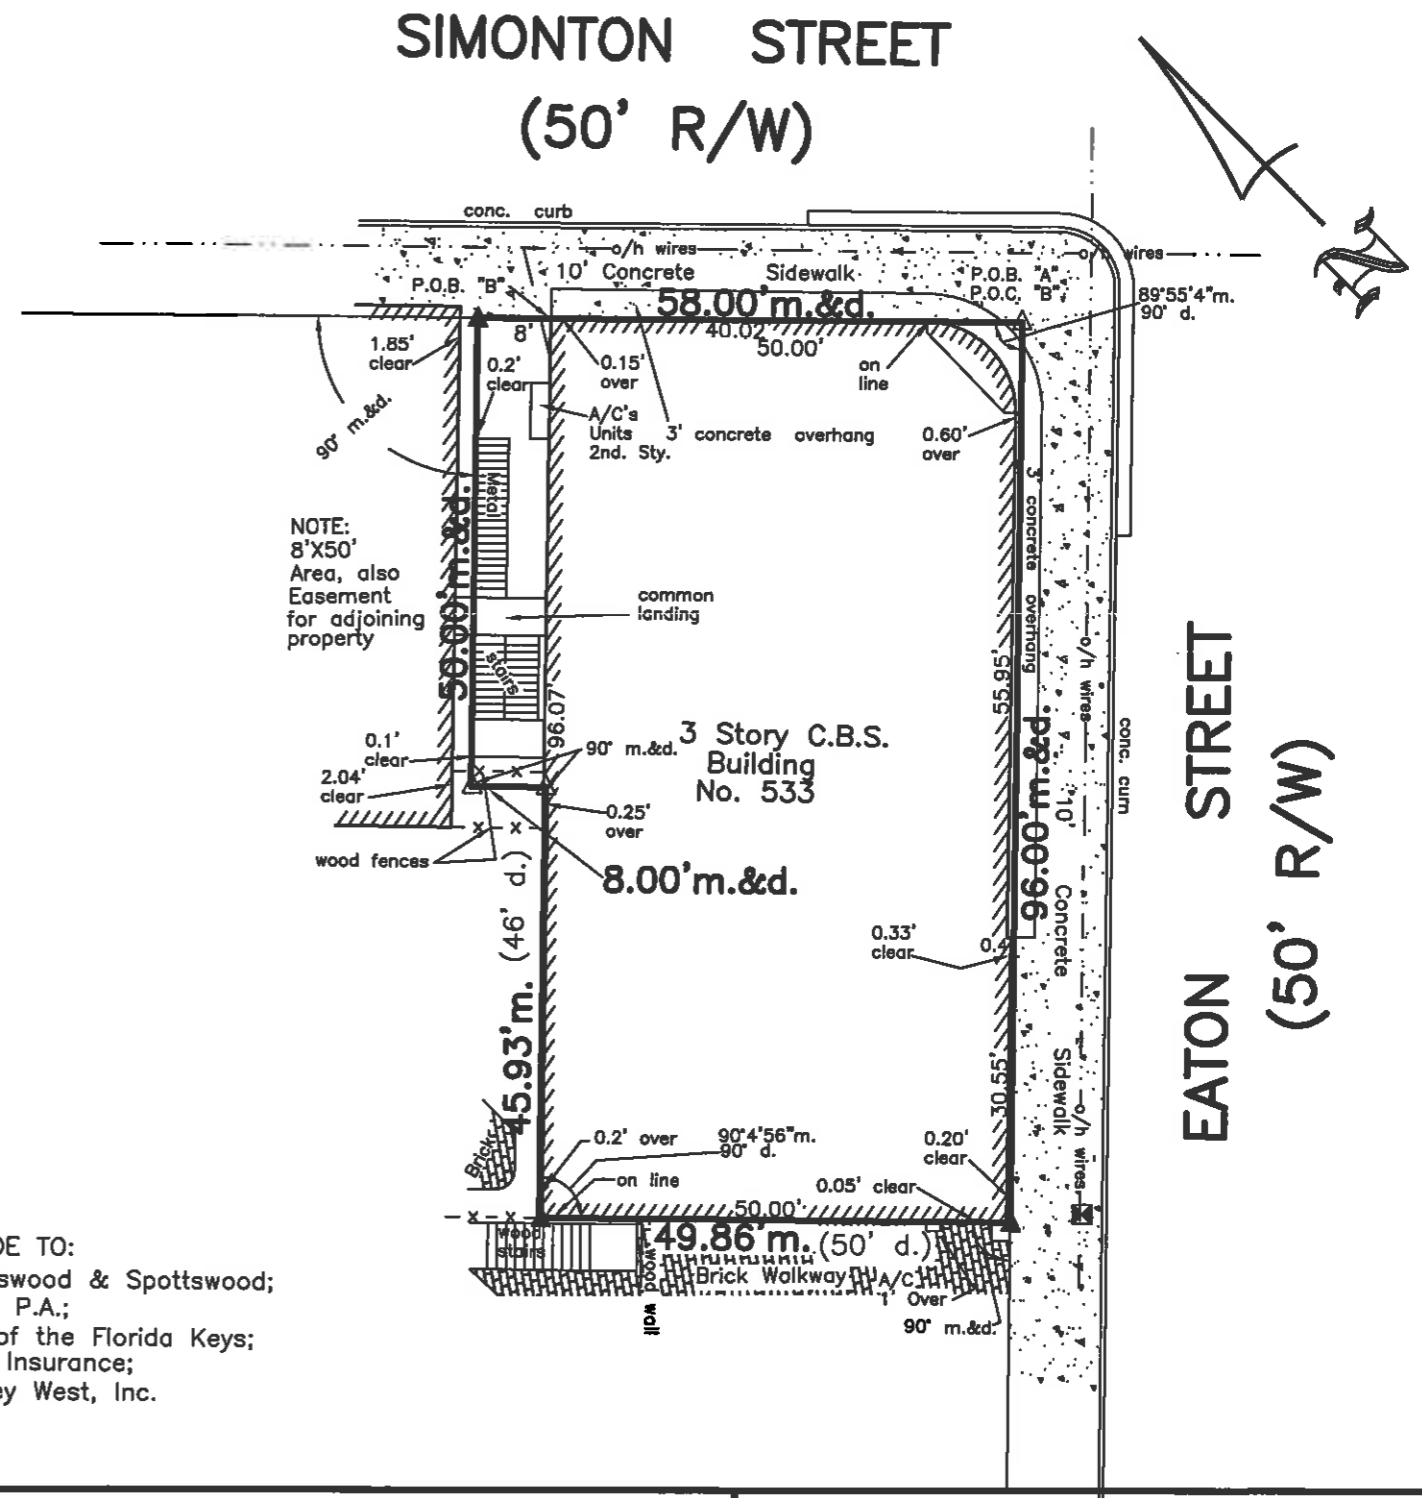 SIMONTON STREET
(50' R/W)
conc. curb
o/h wires
o/h wires
10' Concrete Sidewalk
P.O.B. "B"
P.O.B. "A"
P.O.C. "B"
89°55'4"m.
90° d.
58.00'm.&d.
40.02'
50.00'
8'
1.85'
clear
0.2'
clear
0.15'
over
on
line
A/C's
Units
2nd. Sty.
3' concrete overhang
0.60'
over
90° m.&d.
Metal
50.00'm.&d.
NOTE:
8'X50'
Area, also
Easement
for adjoining
property
common
landing
stairs
3' concrete overhang
o/h wires
55.95'
96.07'
96.00'm.&d.
conc. curn
EATON STREET
(50' R/W)
3 Story C.B.S.
Building
No. 533
0.1'
clear
90° m.&d.
2.04'
clear
0.25'
over
wood fences
8.00'm.&d.
10' Concrete Sidewalk
45.93'm. (46' d.)
0.33'
clear
0.4
30.55'
o/h wires
Brick
0.2' over
90°4'56"m.
90° d.
on line
0.20'
clear
0.05' clear
50.00'
49.86'm. (50' d.)
wood
stairs
wood wall
Brick Walkway
A/C
1' Over
90° m.&d.
DE TO:
swood & Spottswood;
P.A.;
of the Florida Keys;
Insurance;
ey West, Inc.
N